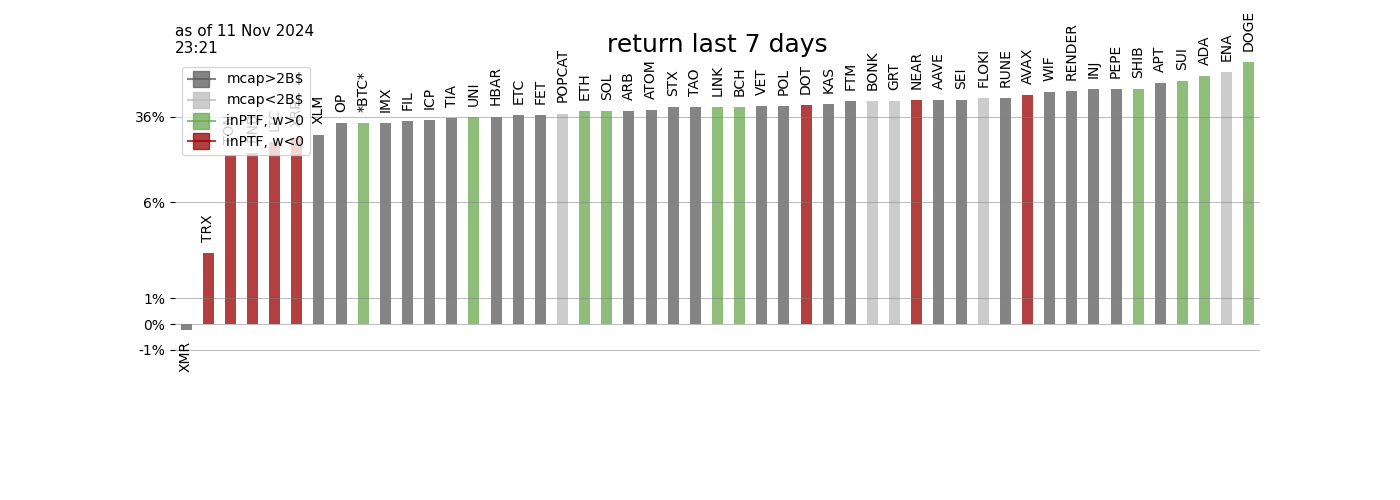 as of 11 Nov 2024
23:21
return last 7 days
mcap>2B$
mcap<2B$
inPTF, w>0
inPTF, w<0
36%
6%
1%
0%
-1%
XMR
TRX
XLM
OP
*BTC*
IMX
FIL
ICP
TIA
UNI
HBAR
ETC
FET
POPCAT
ETH
SOL
ARB
ATOM
STX
TAO
LINK
BCH
VET
POL
DOT
KAS
FTM
BONK
GRT
NEAR
AAVE
SEI
FLOKI
RUNE
AVAX
WIF
RENDER
INJ
PEPE
SHIB
APT
SUI
ADA
ENA
DOGE